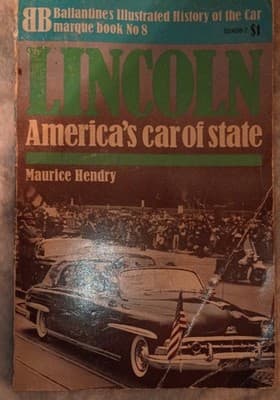 BB Ballantine's Illustrated History of the Car
marque book No 8
$1
LINCOLN
America's car of state
Maurice Hendry